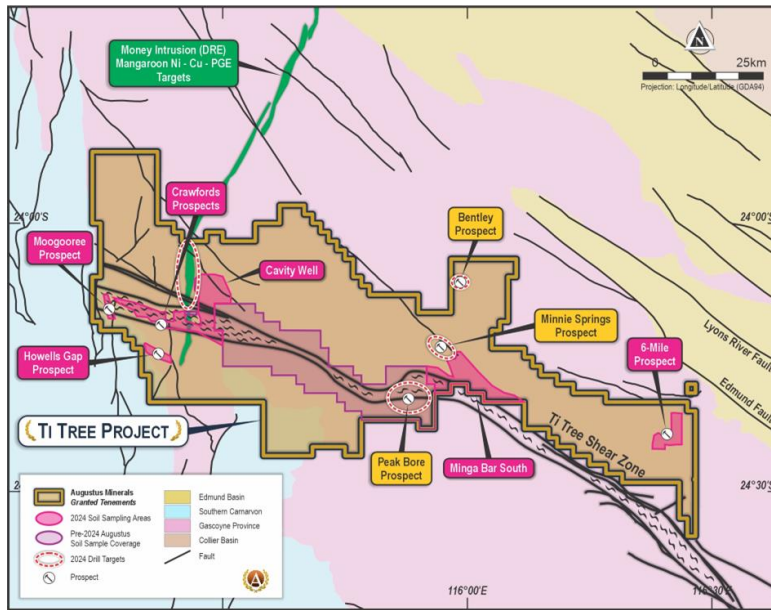 Money Intrusion (DRE)
Mangaroon Ni - Cu - PGE
Targets
N
0 25km
Projection: Longitude/Latitude (GDA94)
24°00'S
24°00'S
Crawfords
Prospects
Moogooree
Prospect
Cavity Well
Bentley
Prospect
Minnie Springs
Prospect
6-Mile
Prospect
Lyons River Fault
Edmund Fault
Howells Gap
Prospect
TI TREE PROJECT
Ti Tree Shear Zone
Peak Bore
Prospect
Minga Bar South
24°30'S
Augustus Minerals
Granted Tenements
2024 Soil Sampling Areas
Pre-2024 Augustus
Soil Sample Coverage
2024 Drill Targets
Prospect
Edmund Basin
Southern Carnarvon
Gascoyne Province
Collier Basin
Fault
116°00'E
116°30'E